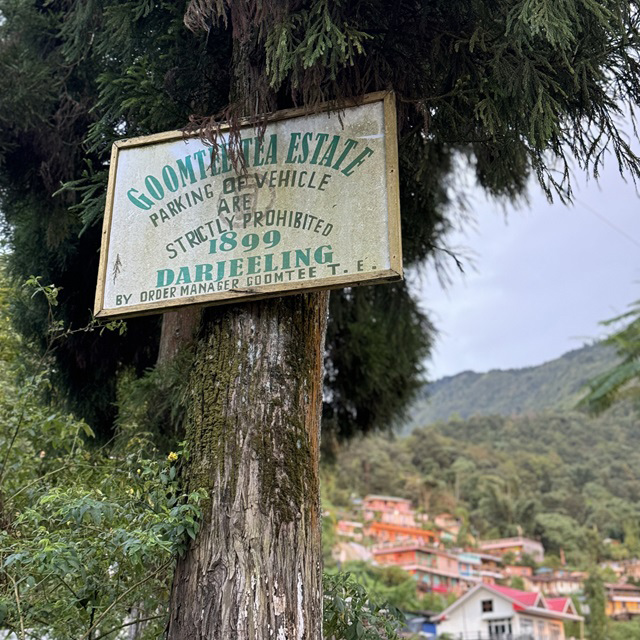 GOOMTEE TEA ESTATE
PARKING OF VEHICLE
ARE
STRICTLY PROHIBITED
1899
DARJEELING
BY ORDER MANAGER GOOMTEE T. E.